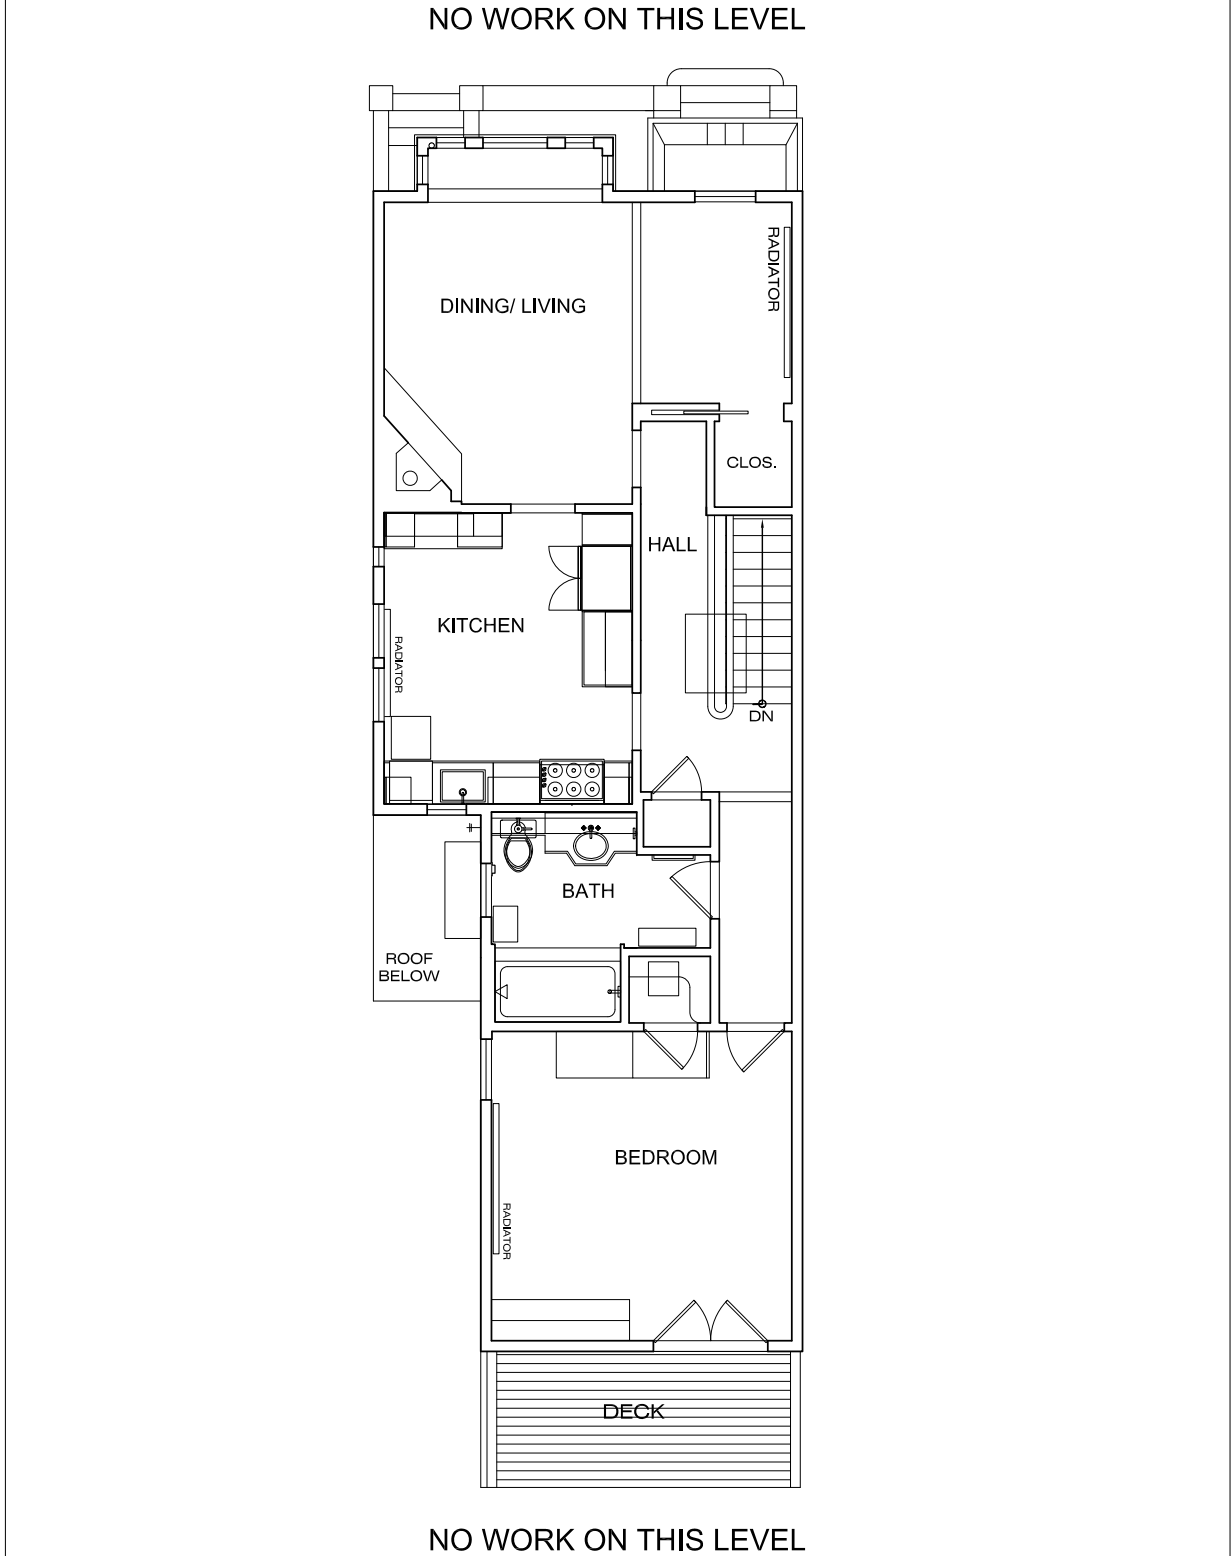 NO WORK ON THIS LEVEL
RADIATOR
DINING/ LIVING
CLOS.
HALL
KITCHEN
RADIATOR
DN
BATH
ROOF
BELOW
BEDROOM
RADIATOR
DECK
NO WORK ON THIS LEVEL